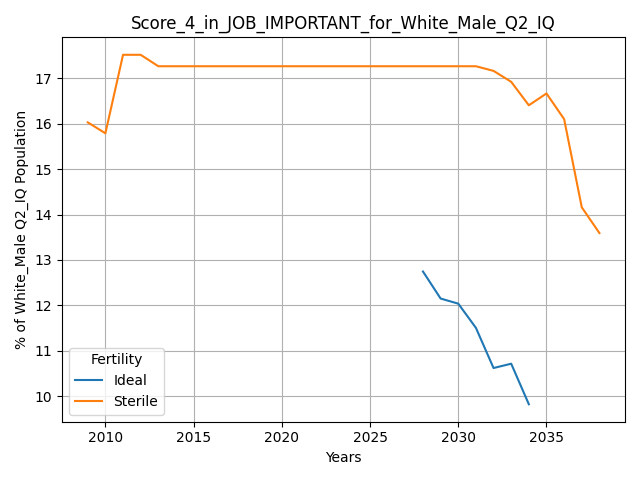 Score_4_in_JOB_IMPORTANT_for_White_Male_Q2_IQ
% of White_Male Q2_IQ Population
17
16
15
14
13
12
11
10
Fertility
Ideal
Sterile
2010 2015 2020 2025 2030 2035
Years